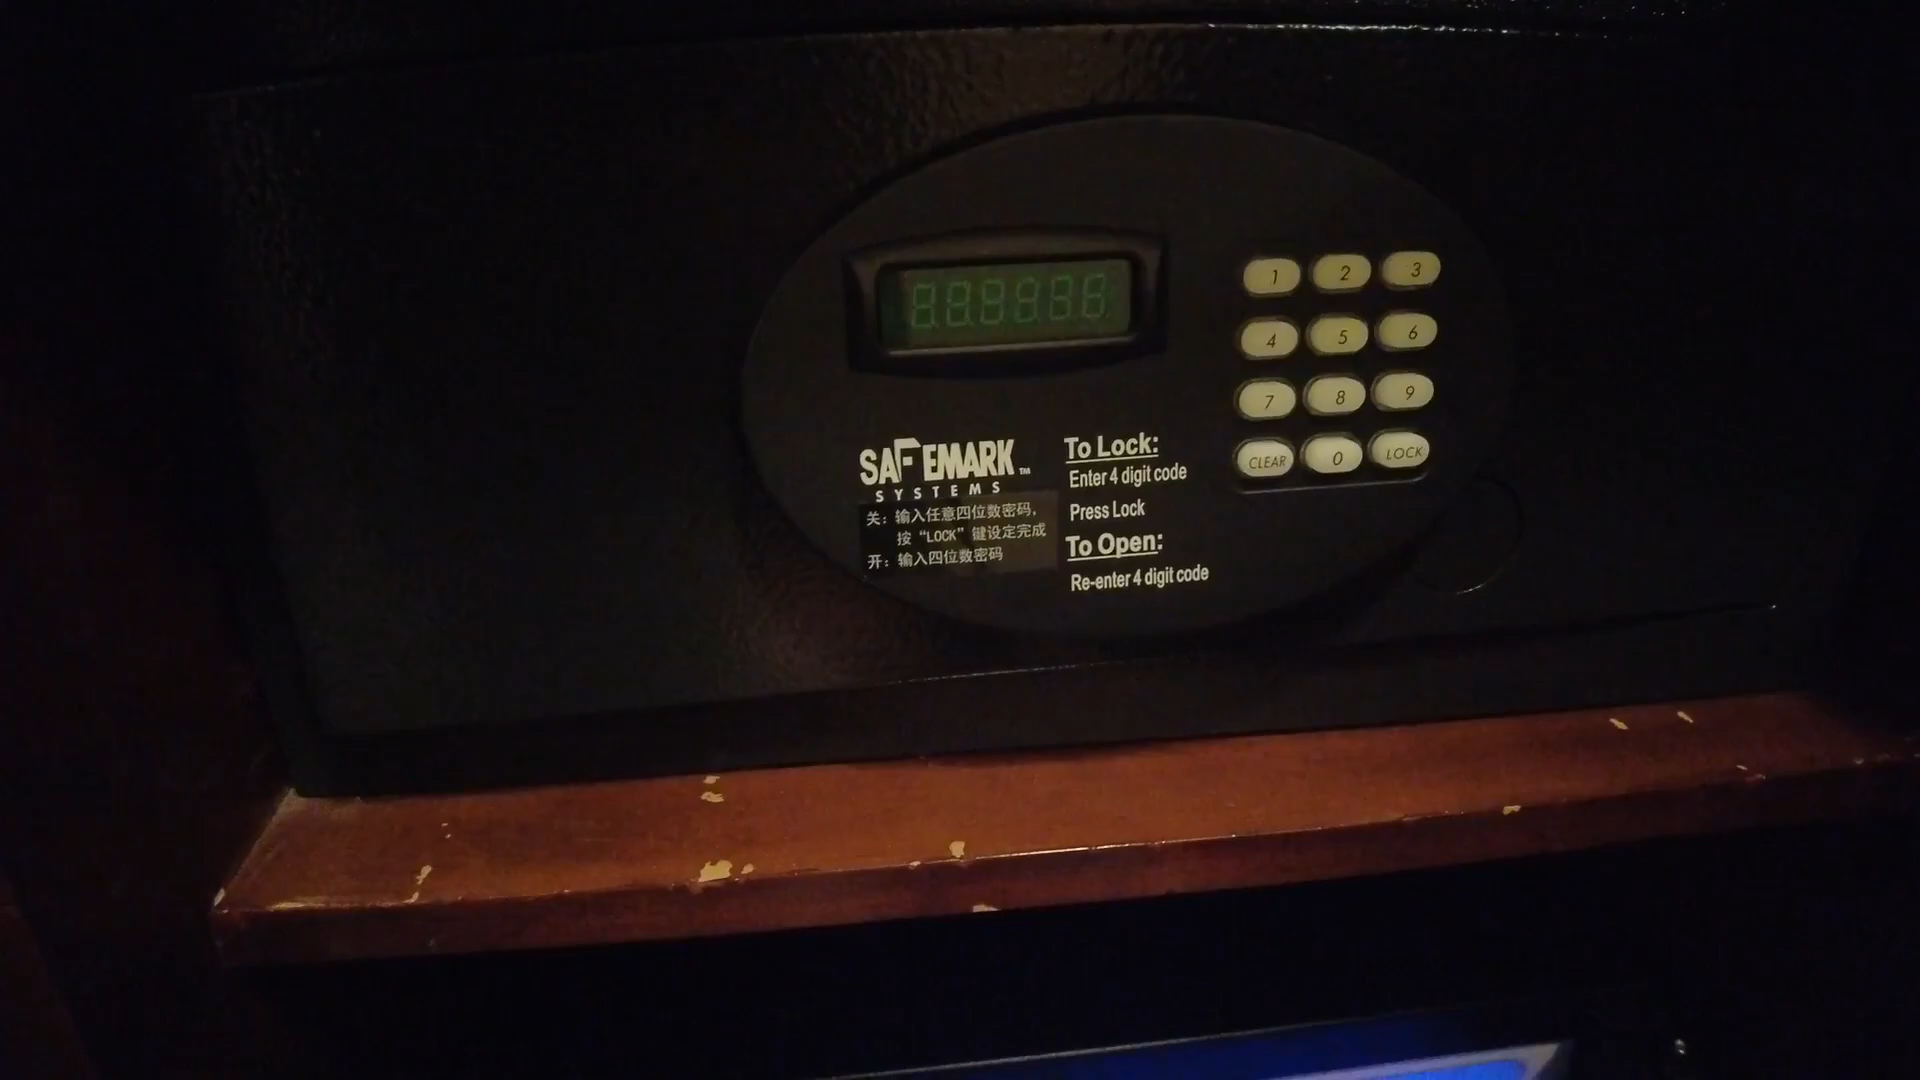 SAFEMARK™
SYSTEMS
关：输入任意四位数密码，
按“LOCK”键设定完成
开：输入四位数密码
To Lock:
Enter 4 digit code
Press Lock
To Open:
Re-enter 4 digit code
1 2 3
4 5 6
7 8 9
CLEAR 0 LOCK